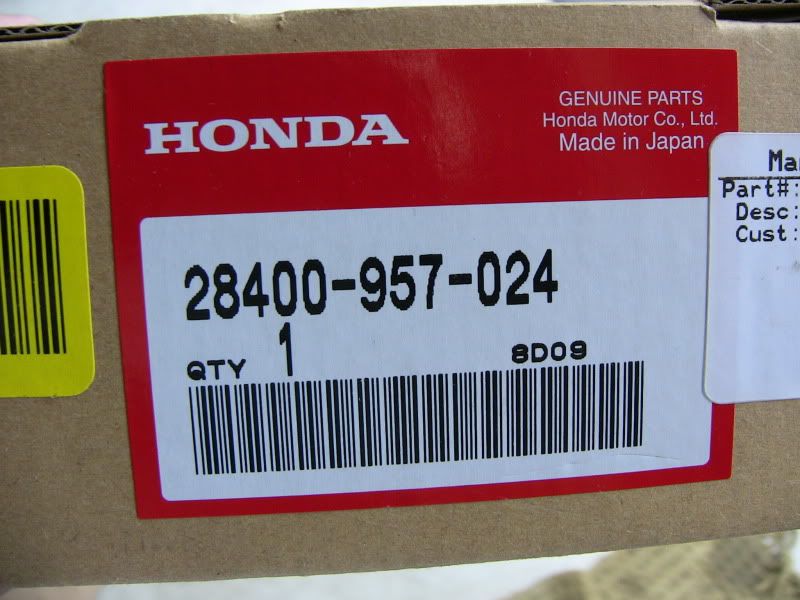 HONDA
GENUINE PARTS
Honda Motor Co., Ltd.
Made in Japan
28400-957-024
QTY 1 8D09
Part#:
Desc:
Cust: